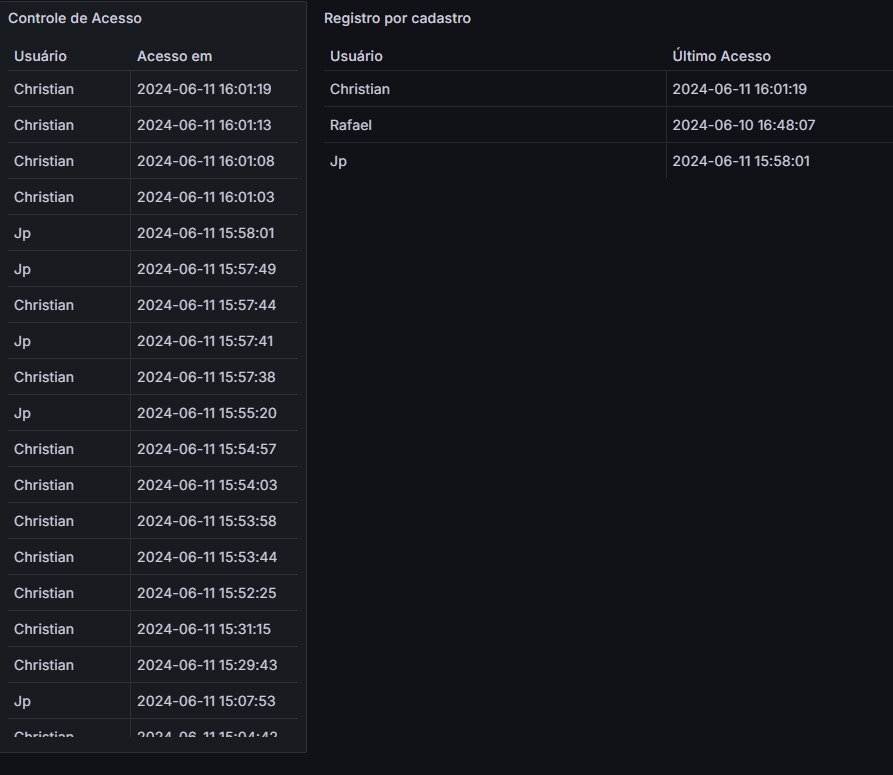 Controle de Acesso
Usuário Acesso em
Christian 2024-06-11 16:01:19
Christian 2024-06-11 16:01:13
Christian 2024-06-11 16:01:08
Christian 2024-06-11 16:01:03
Jp 2024-06-11 15:58:01
Jp 2024-06-11 15:57:49
Christian 2024-06-11 15:57:44
Jp 2024-06-11 15:57:41
Christian 2024-06-11 15:57:38
Jp 2024-06-11 15:55:20
Christian 2024-06-11 15:54:57
Christian 2024-06-11 15:54:03
Christian 2024-06-11 15:53:58
Christian 2024-06-11 15:53:44
Christian 2024-06-11 15:52:25
Christian 2024-06-11 15:31:15
Christian 2024-06-11 15:29:43
Jp 2024-06-11 15:07:53
Christian 2024-06-11 15:04:42
Registro por cadastro
Usuário Último Acesso
Christian 2024-06-11 16:01:19
Rafael 2024-06-10 16:48:07
Jp 2024-06-11 15:58:01